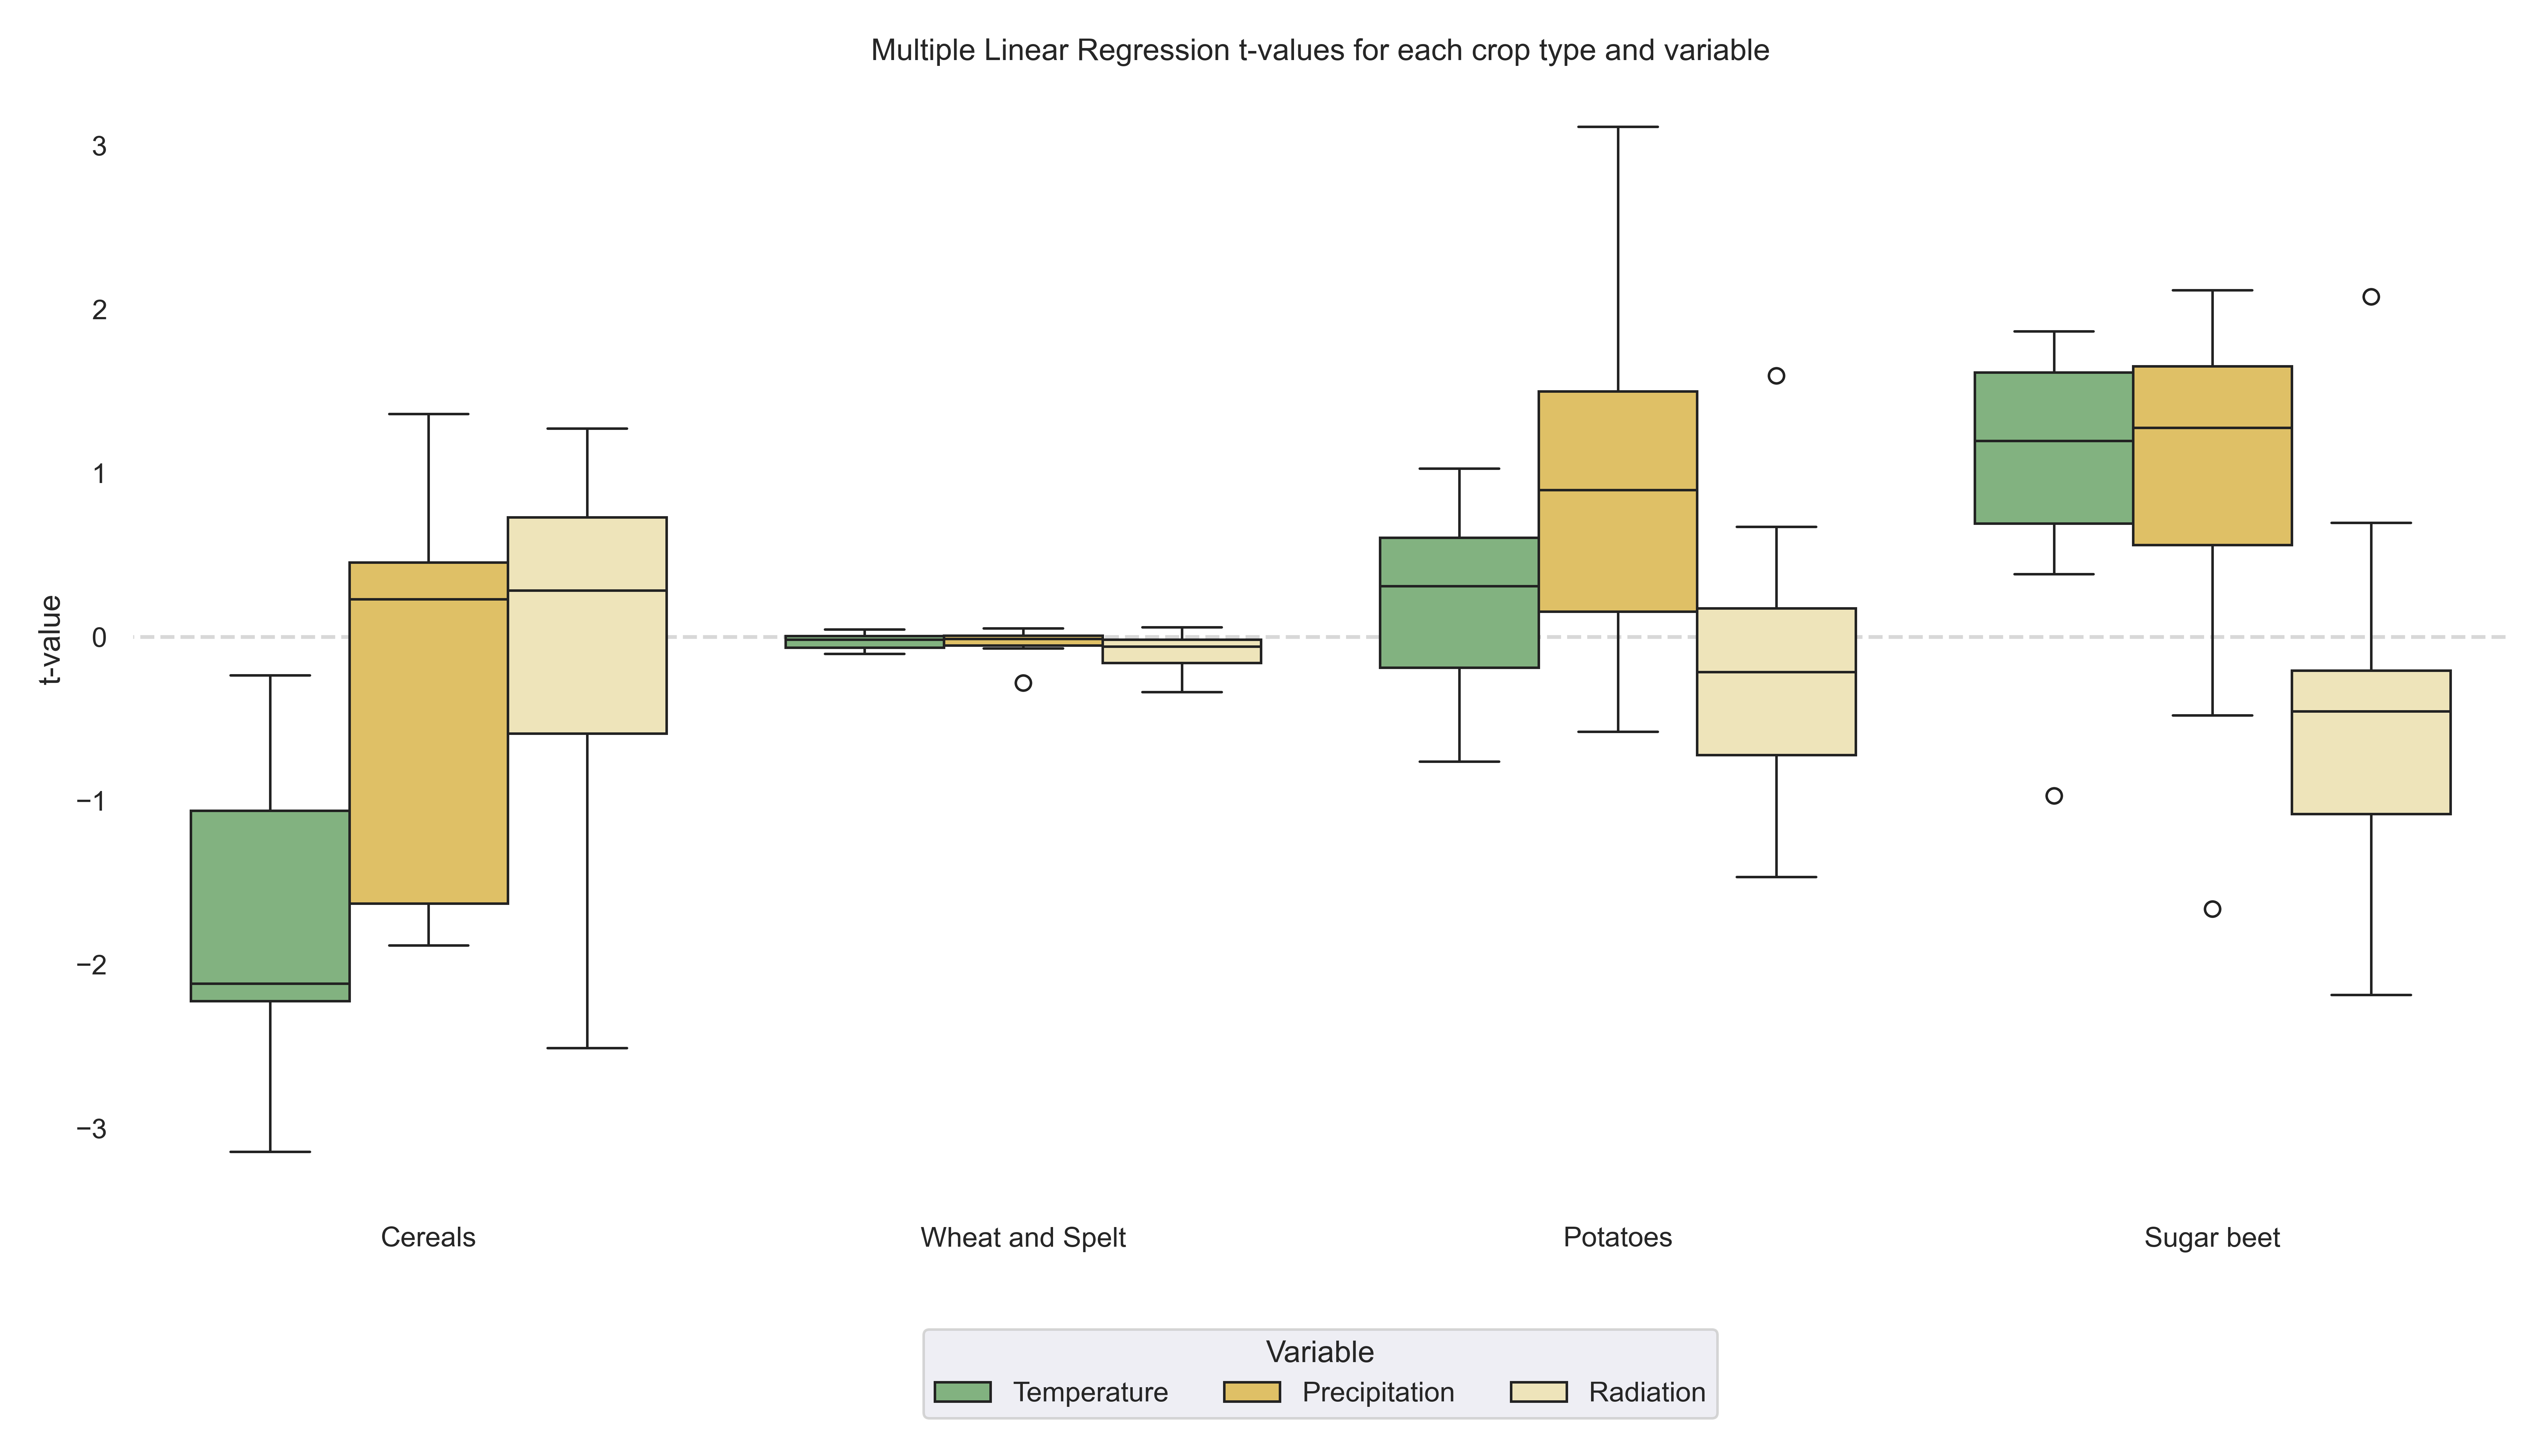 Multiple Linear Regression t-values for each crop type and variable
3
2
1
0
−1
−2
−3
t-value
Cereals
Wheat and Spelt
Potatoes
Sugar beet
Variable
Temperature
Precipitation
Radiation